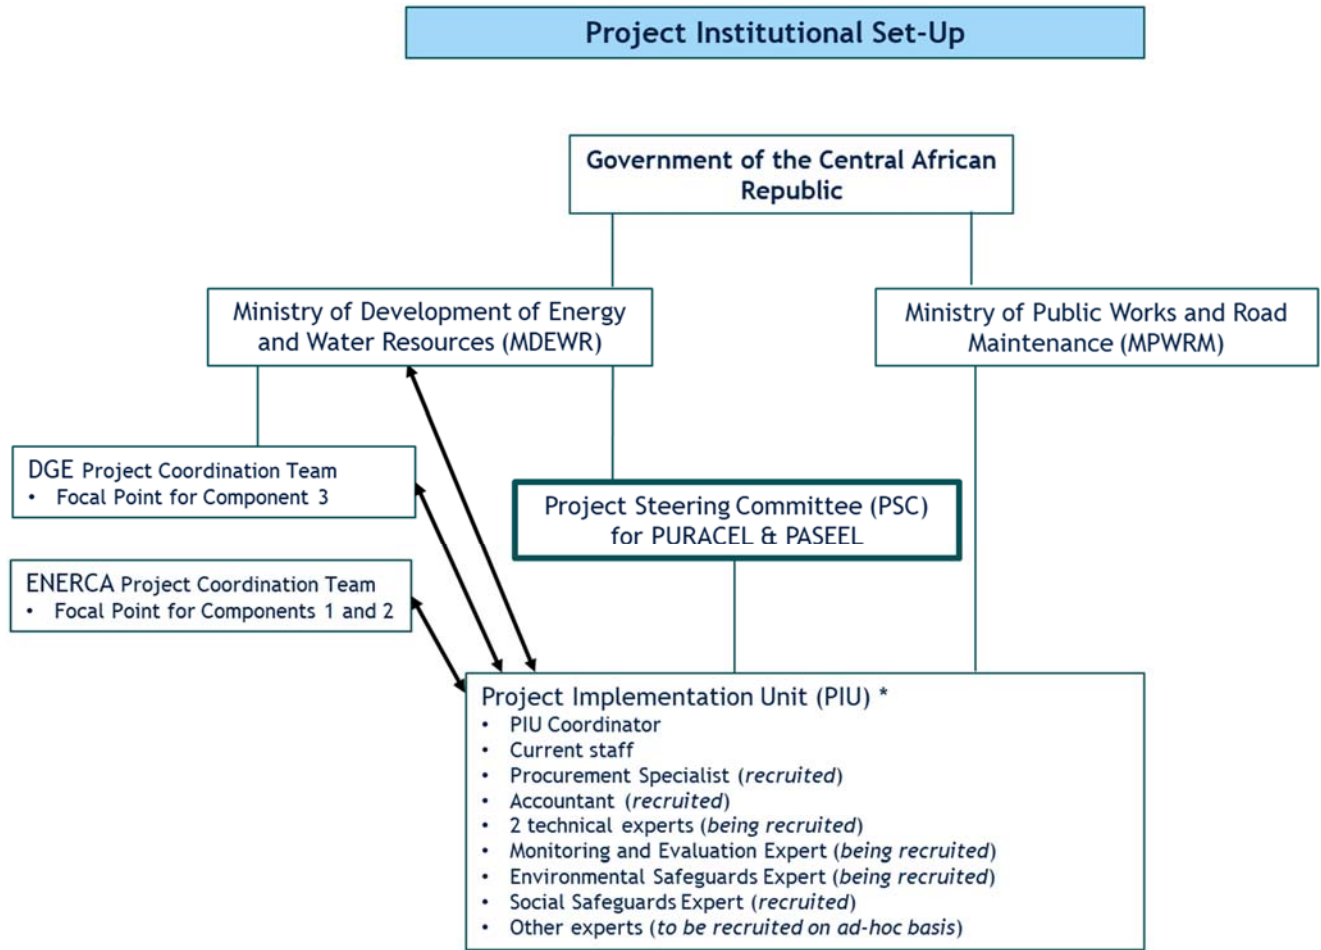 Project Institutional Set-Up
Government of the Central African
Republic
Ministry of Development of Energy
and Water Resources (MDEWR)
Ministry of Public Works and Road
Maintenance (MPWRM)
DGE Project Coordination Team
• Focal Point for Component 3
Project Steering Committee (PSC)
for PURACEL & PASEEL
ENERCA Project Coordination Team
• Focal Point for Components 1 and 2
Project Implementation Unit (PIU) *
• PIU Coordinator
• Current staff
• Procurement Specialist (recruited)
• Accountant (recruited)
• 2 technical experts (being recruited)
• Monitoring and Evaluation Expert (being recruited)
• Environmental Safeguards Expert (being recruited)
• Social Safeguards Expert (recruited)
• Other experts (to be recruited on ad-hoc basis)